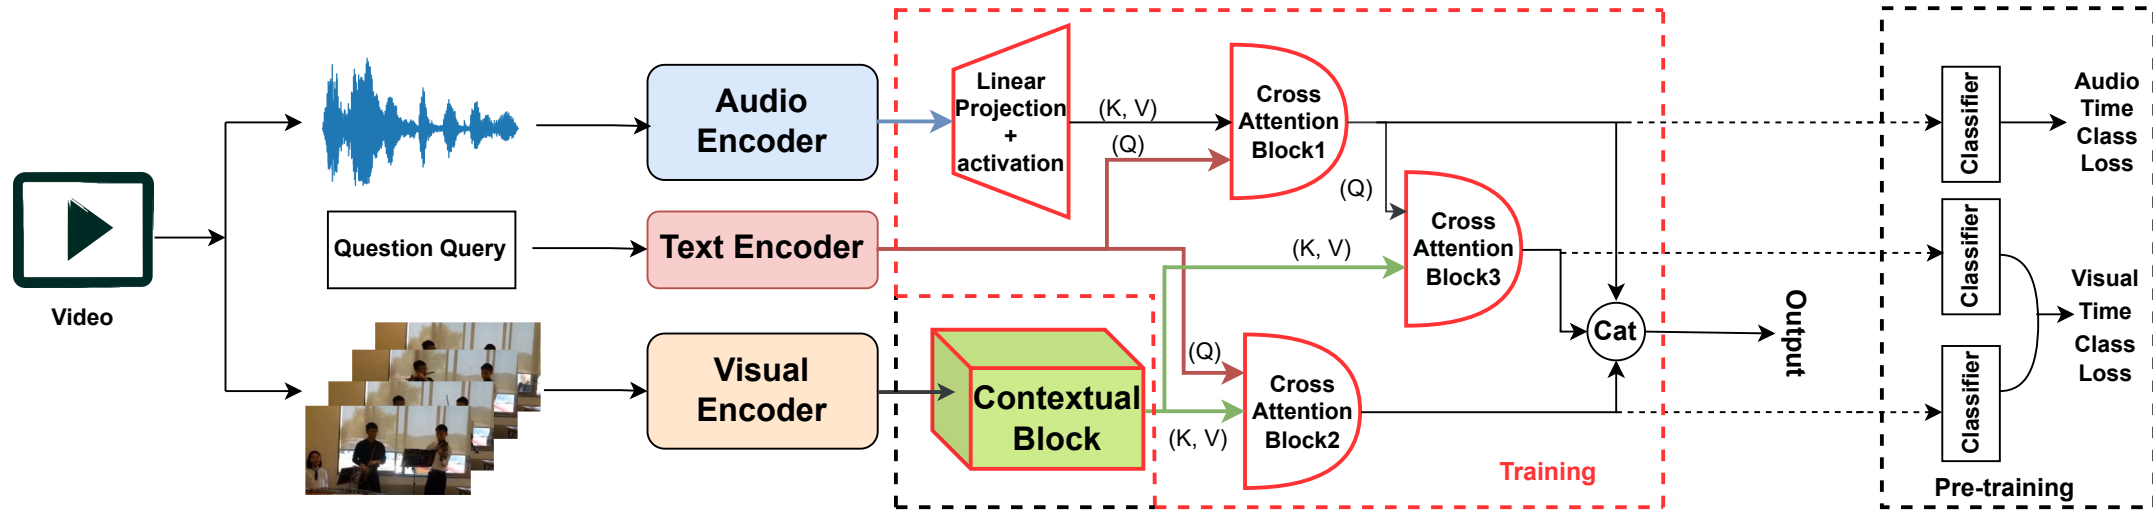 Video
Question Query
Audio
Encoder
Text Encoder
Visual
Encoder
Linear
Projection
+
activation
(K, V)
(Q)
Cross
Attention
Block1
(Q)
(K, V)
Cross
Attention
Block3
Contextual
Block
(Q)
(K, V)
Cross
Attention
Block2
Cat
Training
Output
Classifier
Audio
Time
Class
Loss
Classifier
Classifier
Visual
Time
Class
Loss
Pre-training